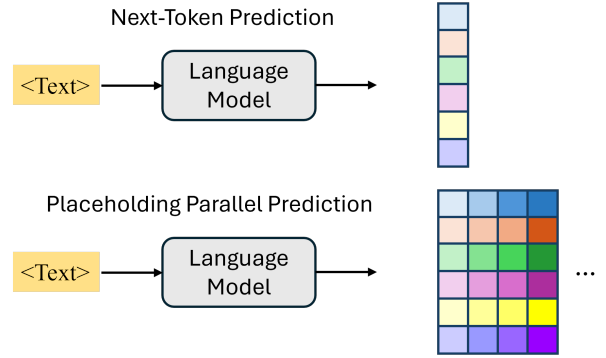 Next-Token Prediction
<Text>
Language
Model
Placeholding Parallel Prediction
<Text>
Language
Model
...